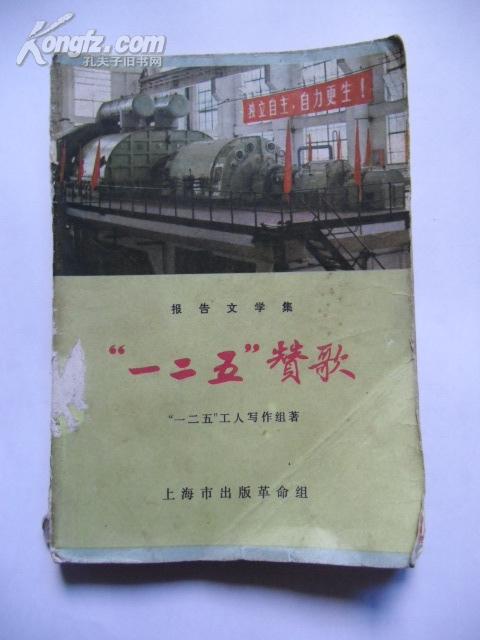 Kongfz.com
孔夫子旧书网
独立自主，自力更生！
报告文学集
“一二五”赞歌
“一二五”工人写作组著
上海市出版革命组